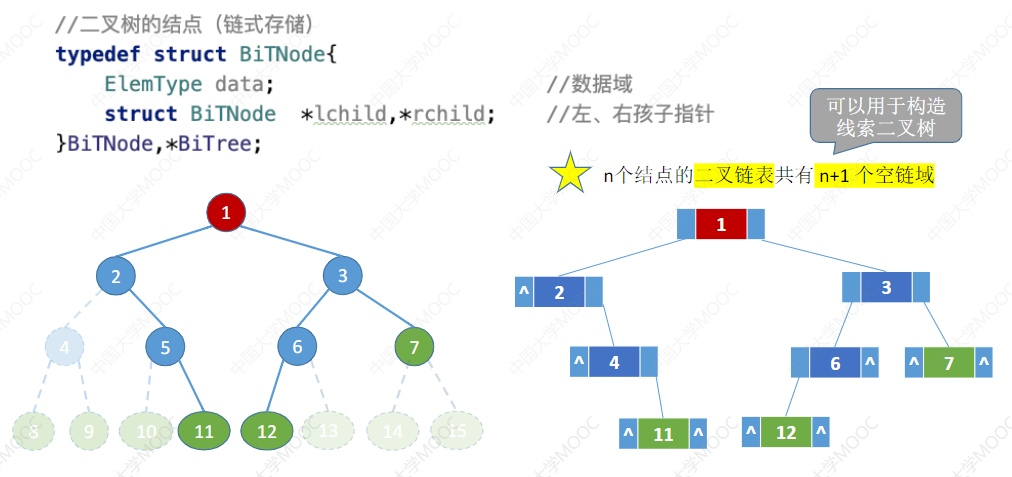 //二叉树的结点（链式存储）
typedef struct BiTNode{
ElemType data; //数据域
struct BiTNode *lchild,*rchild; //左、右孩子指针
}BiTNode,*BiTree;
可以用于构造
线索二叉树
n个结点的二叉链表共有 n+1 个空链域
1
2 3
4 5 6 7
8 9 10 11 12 13 14 15
1
^ 2 3
^ 4 6 ^ ^ 7 ^
^ 11 ^ ^ 12 ^
中国大学MOOC